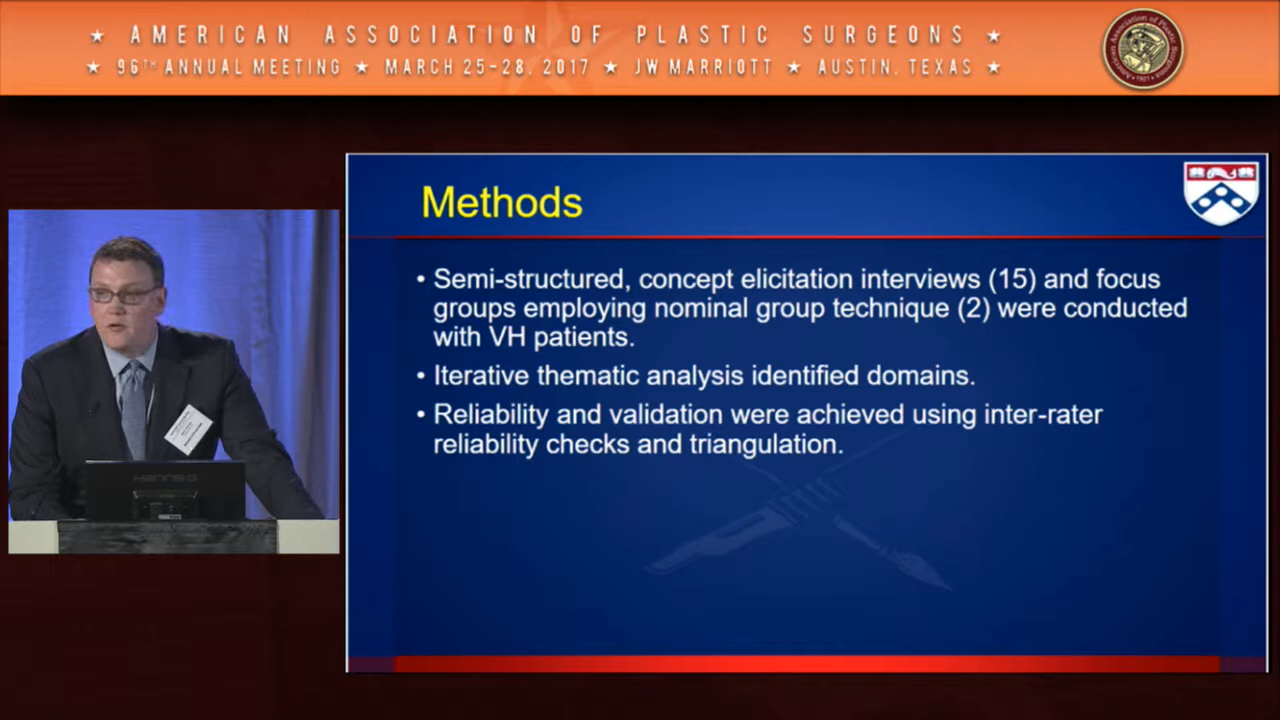 ★ AMERICAN ASSOCIATION OF PLASTIC SURGEONS ★
★ 96TH ANNUAL MEETING ★ MARCH 25-28, 2017 ★ JW MARRIOTT ★ AUSTIN, TEXAS ★
Methods
• Semi-structured, concept elicitation interviews (15) and focus
groups employing nominal group technique (2) were conducted
with VH patients.
• Iterative thematic analysis identified domains.
• Reliability and validation were achieved using inter-rater
reliability checks and triangulation.